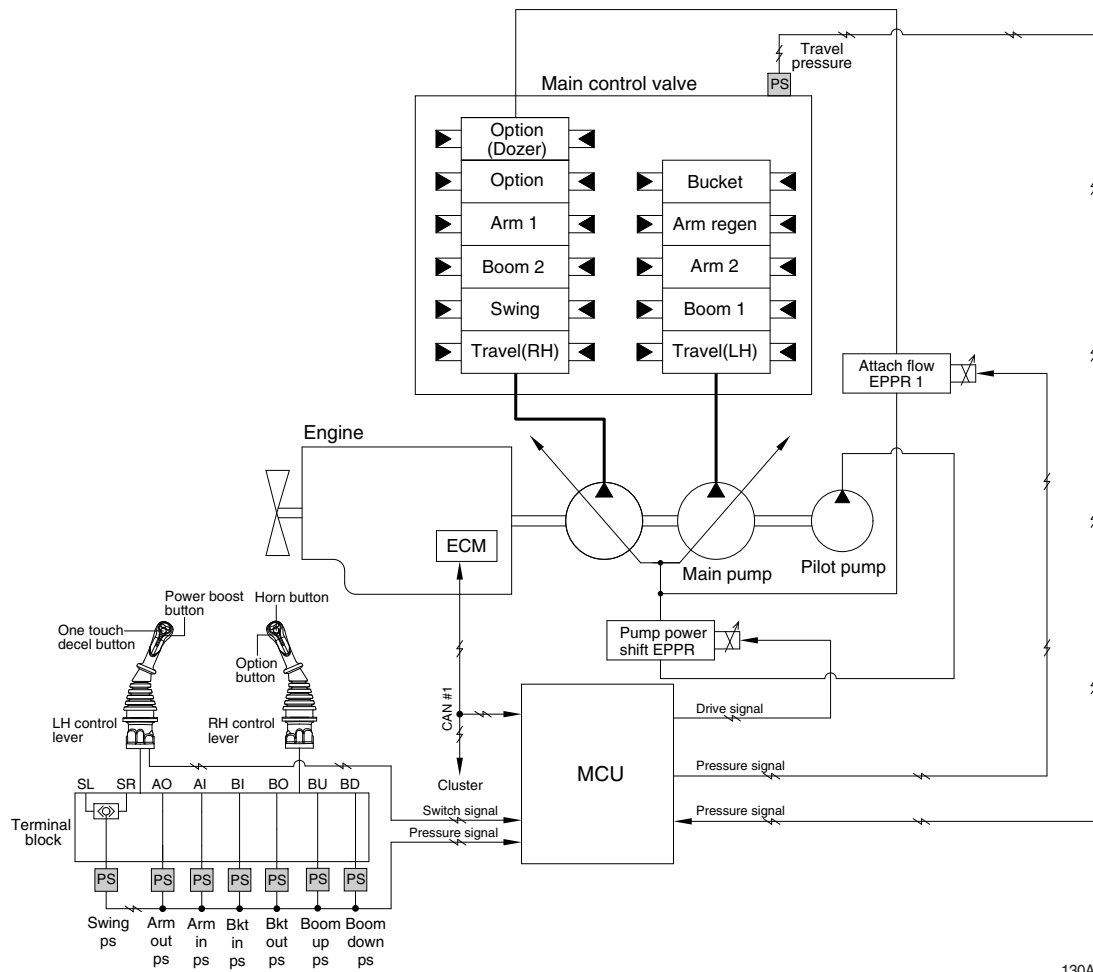 Travel
pressure
PS
Main control valve
Option
(Dozer)
Option
Arm 1
Boom 2
Swing
Travel(RH)
Bucket
Arm regen
Arm 2
Boom 1
Travel(LH)
Attach flow
EPPR 1
Engine
ECM
Main pump
Pilot pump
Pump power
shift EPPR
Power boost
button
Horn button
One touch
decel button
Option
button
LH control
lever
RH control
lever
CAN #1
Cluster
MCU
Drive signal
Pressure signal
Pressure signal
Switch signal
Pressure signal
SL SR AO AI BI BO BU BD
Terminal
block
PS PS PS PS PS PS PS
Swing
ps
Arm
out
ps
Arm
in
ps
Bkt
in
ps
Bkt
out
ps
Boom
up
ps
Boom
down
ps